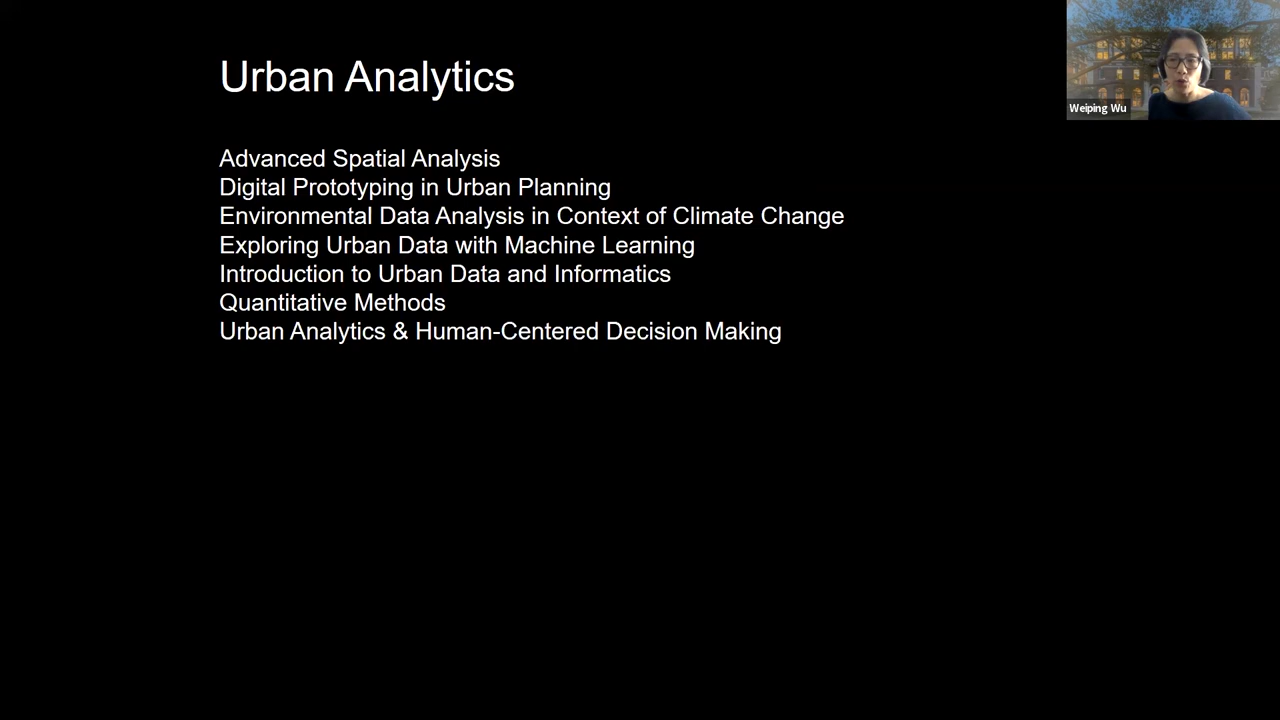 Urban Analytics
Weiping Wu
Advanced Spatial Analysis
Digital Prototyping in Urban Planning
Environmental Data Analysis in Context of Climate Change
Exploring Urban Data with Machine Learning
Introduction to Urban Data and Informatics
Quantitative Methods
Urban Analytics & Human-Centered Decision Making